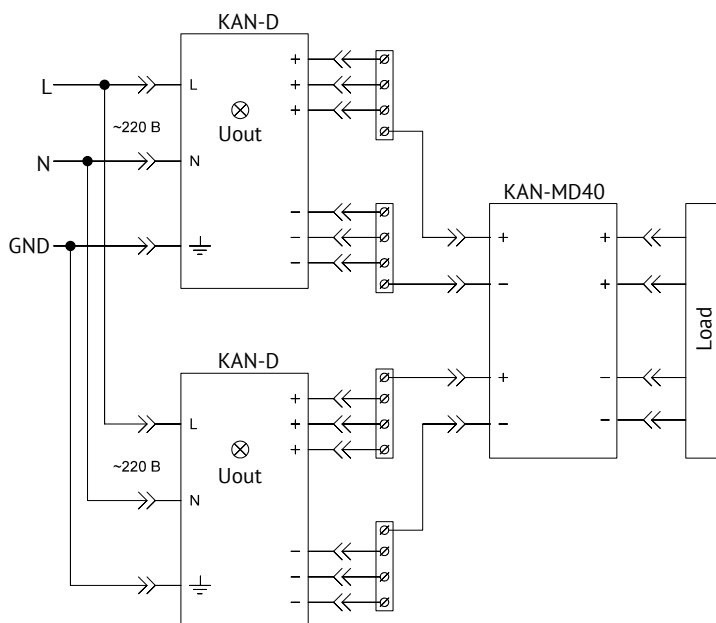 KAN-D
L
~220 В
L
Uout
+
+
+
N
N
−
−
−
GND
KAN-MD40
+
−
+
−
+
+
−
−
Load
KAN-D
L
~220 В
Uout
+
+
+
N
−
−
−